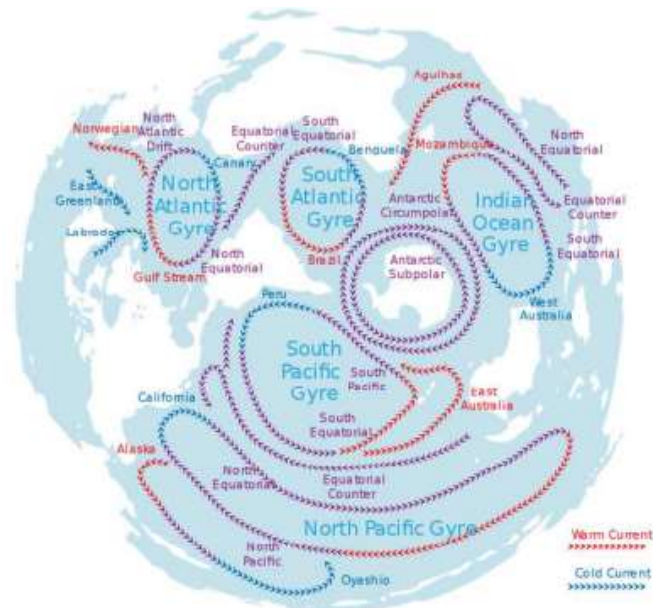 Agulhas
Norwegian
North
Atlantic
Drift
Equatorial
Counter
South
Equatorial
Benguela
Mozambique
North
Equatorial
Canary
East
Greenland
North
Atlantic
Gyre
South
Atlantic
Gyre
Antarctic
Circumpolar
Indian
Ocean
Gyre
Equatorial
Counter
South
Equatorial
Labrador
North
Equatorial
Brazil
Antarctic
Subpolar
Gulf Stream
Peru
West
Australia
South
Pacific
Gyre
South
Pacific
California
East
Australia
South
Equatorial
Alaska
North
Equatorial
Equatorial
Counter
North Pacific Gyre
North
Pacific
Oyashio
Warm Current
Cold Current